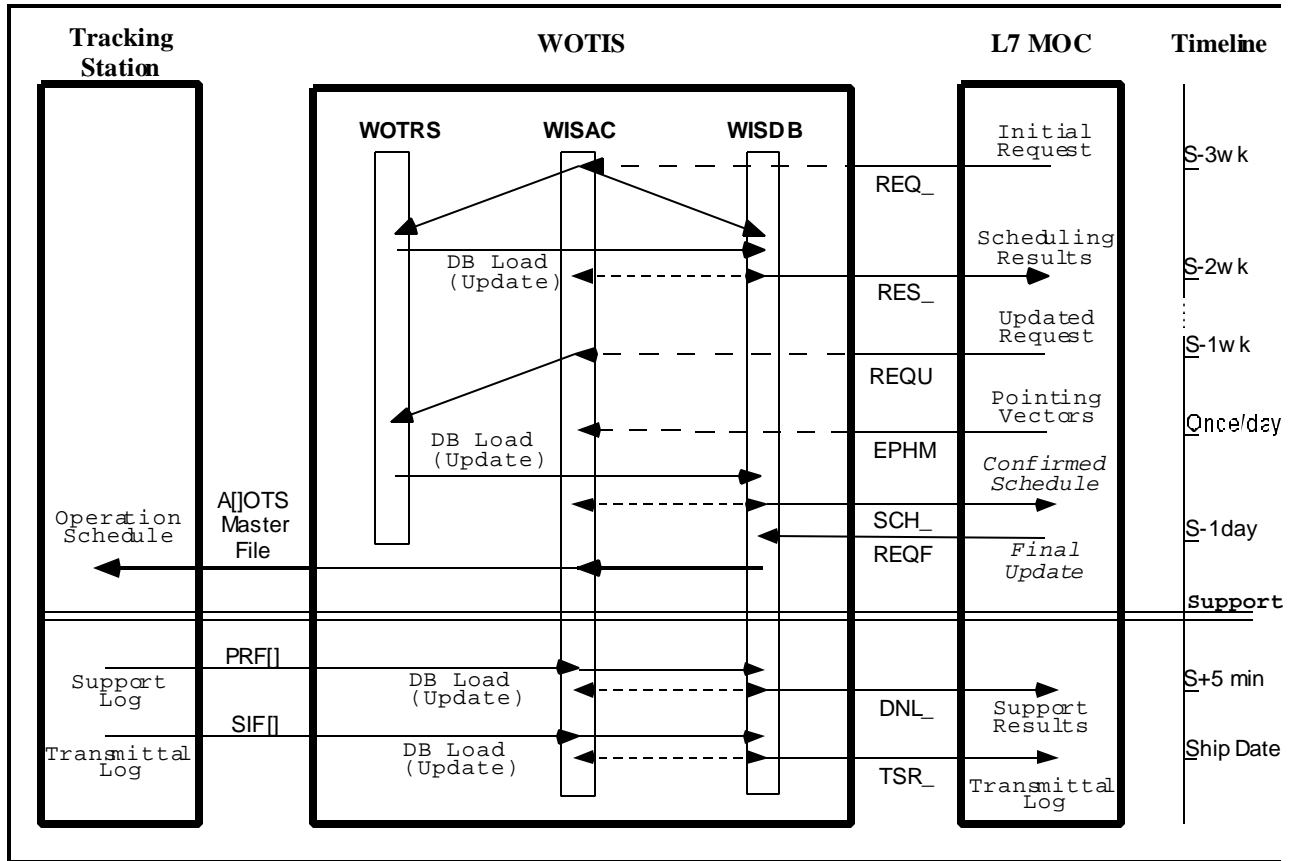 Tracking
Station
WOTIS
L7 MOC
Timeline
WOTRS
WISAC
WISDB
Initial
Request
S-3wk
REQ_
DB Load
(Update)
Scheduling
Results
S-2wk
RES_
Updated
Request
S-1wk
REQU
Pointing
Vectors
Once/day
DB Load
(Update)
EPHM
Confirmed
Schedule
Operation
Schedule
A[]OTS
Master
File
SCH_
S-1day
REQF
Final
Update
Support
PRF[]
Support
Log
DB Load
(Update)
S+5 min
DNL_
Support
Results
SIF[]
Transmittal
Log
DB Load
(Update)
Ship Date
TSR_
Transmittal
Log